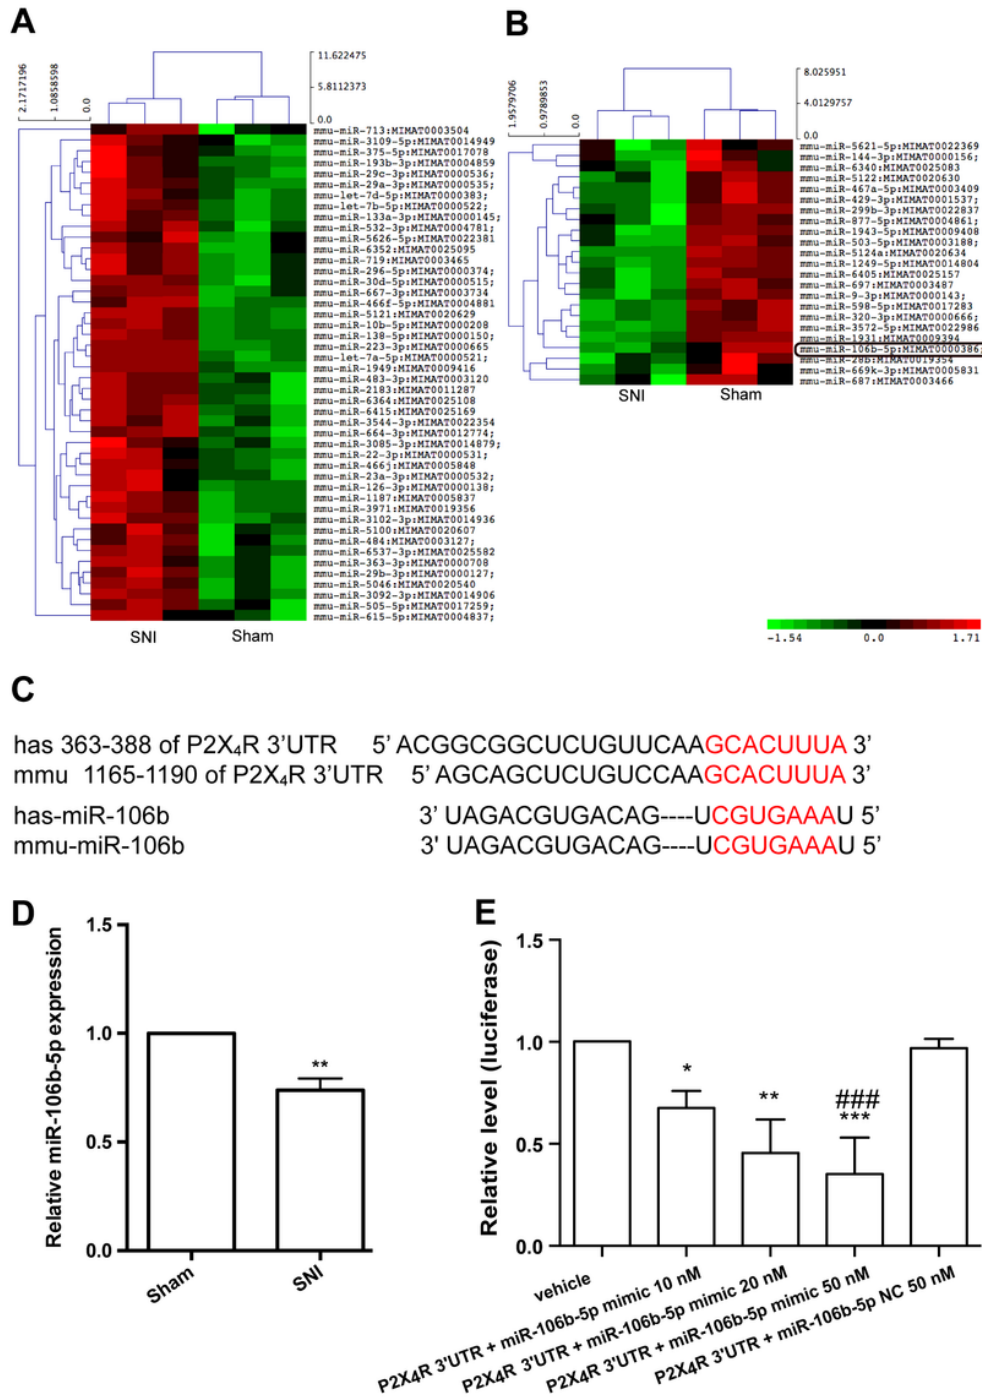 A
11.622475
5.8112373
0.0
2.1717196
1.0858598
0.0
mmu-miR-713:MIMAT0003504
mmu-miR-3109-5p:MIMAT0014949
mmu-miR-375-5p:MIMAT0017078
mmu-miR-193b-3p:MIMAT0004859
mmu-miR-29c-3p:MIMAT0000536;
mmu-miR-29a-3p:MIMAT0000535;
mmu-let-7d-5p:MIMAT0000383;
mmu-let-7b-5p:MIMAT0000522;
mmu-miR-133a-3p:MIMAT0000145;
mmu-miR-532-3p:MIMAT0004781;
mmu-miR-5626-5p:MIMAT0022381
mmu-miR-6352:MIMAT0025095
mmu-miR-719:MIMAT0003465
mmu-miR-296-5p:MIMAT0000374;
mmu-miR-30d-5p:MIMAT0000515;
mmu-miR-667-3p:MIMAT0003734
mmu-miR-466f-5p:MIMAT0004881
mmu-miR-5121:MIMAT0020629
mmu-miR-10b-5p:MIMAT0000208
mmu-miR-138-5p:MIMAT0000150;
mmu-miR-223-3p:MIMAT0000665
mmu-let-7a-5p:MIMAT0000521;
mmu-miR-1949:MIMAT0009416
mmu-miR-483-3p:MIMAT0003120
mmu-miR-2183:MIMAT0011287
mmu-miR-6364:MIMAT0025108
mmu-miR-6415:MIMAT0025169
mmu-miR-3544-3p:MIMAT0022354
mmu-miR-664-3p:MIMAT0012774;
mmu-miR-3085-3p:MIMAT0014879;
mmu-miR-22-3p:MIMAT0000531;
mmu-miR-466j:MIMAT0005848
mmu-miR-23a-3p:MIMAT0000532;
mmu-miR-126-3p:MIMAT0000138;
mmu-miR-1187:MIMAT0005837
mmu-miR-3971:MIMAT0019356
mmu-miR-3102-3p:MIMAT0014936
mmu-miR-5100:MIMAT0020607
mmu-miR-484:MIMAT0003127;
mmu-miR-6537-3p:MIMAT0025582
mmu-miR-363-3p:MIMAT0000708
mmu-miR-29b-3p:MIMAT0000127;
mmu-miR-5046:MIMAT0020540
mmu-miR-3092-3p:MIMAT0014906
mmu-miR-505-5p:MIMAT0017259;
mmu-miR-615-5p:MIMAT0004837;
SNI
Sham
B
8.025951
4.0129757
0.0
1.9579706
0.9789853
0.0
mmu-miR-5621-5p:MIMAT0022369
mmu-miR-144-3p:MIMAT0000156;
mmu-miR-6340:MIMAT0025083
mmu-miR-5122:MIMAT0020630
mmu-miR-467a-5p:MIMAT0003409
mmu-miR-429-3p:MIMAT0001537;
mmu-miR-299b-3p:MIMAT0022837
mmu-miR-877-5p:MIMAT0004861;
mmu-miR-1943-5p:MIMAT0009408
mmu-miR-503-5p:MIMAT0003188;
mmu-miR-5124a:MIMAT0020634
mmu-miR-1249-5p:MIMAT0014804
mmu-miR-6405:MIMAT0025157
mmu-miR-697:MIMAT0003487
mmu-miR-9-3p:MIMAT0000143;
mmu-miR-598-5p:MIMAT0017283
mmu-miR-320-3p:MIMAT0000666;
mmu-miR-3572-5p:MIMAT0022986
mmu-miR-1931:MIMAT0009394
mmu-miR-106b-5p:MIMAT0000386;
mmu-miR-28b:MIMAT0019354
mmu-miR-669k-3p:MIMAT0005831
mmu-miR-687:MIMAT0003466
SNI
Sham
-1.54 0.0 1.71
C
has 363-388 of P2X₄R 3'UTR 5' ACGGCGGCUCUGUUCAAGCACUUUA 3'
mmu 1165-1190 of P2X₄R 3'UTR 5' AGCAGCUCUGUCCAAGCACUUUA 3'
has-miR-106b 3' UAGACGUGACAG----UCGUGAAAU 5'
mmu-miR-106b 3' UAGACGUGACAG----UCGUGAAAU 5'
D
Relative miR-106b-5p expression
1.5
1.0
0.5
0.0
**
Sham
SNI
E
Relative level (luciferase)
1.5
1.0
0.5
0.0
*
**
###
***
vehicle
P2X₄R 3'UTR + miR-106b-5p mimic 10 nM
P2X₄R 3'UTR + miR-106b-5p mimic 20 nM
P2X₄R 3'UTR + miR-106b-5p mimic 50 nM
P2X₄R 3'UTR + miR-106b-5p NC 50 nM